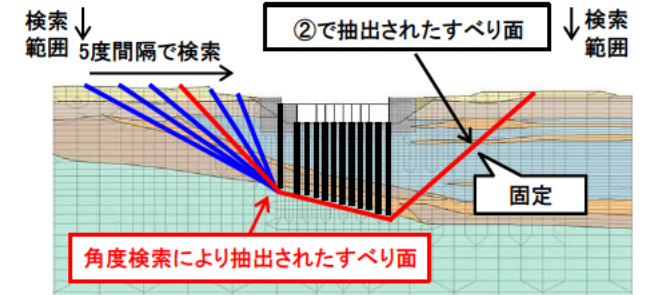 検索
範囲
5度間隔で検索
②で抽出されたすべり面
検索
範囲
固定
角度検索により抽出されたすべり面